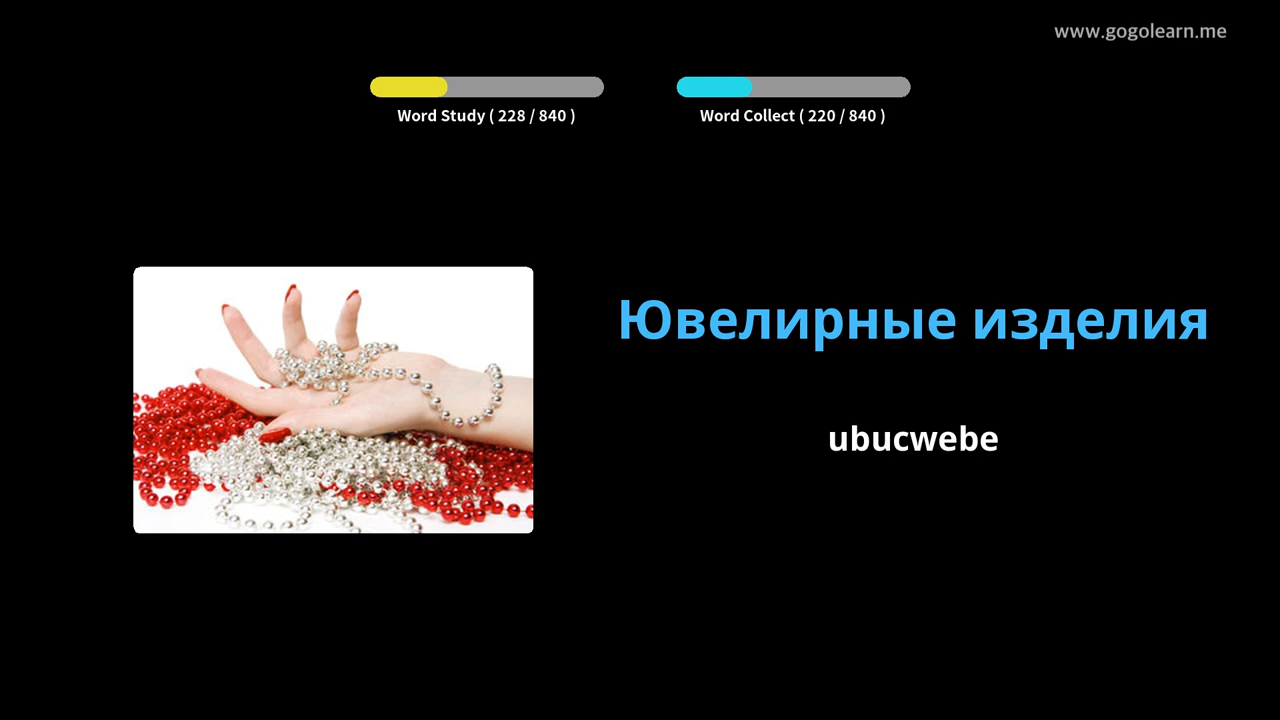 www.gogolearn.me
Word Study ( 228 / 840 )
Word Collect ( 220 / 840 )
Ювелирные изделия
ubucwebe